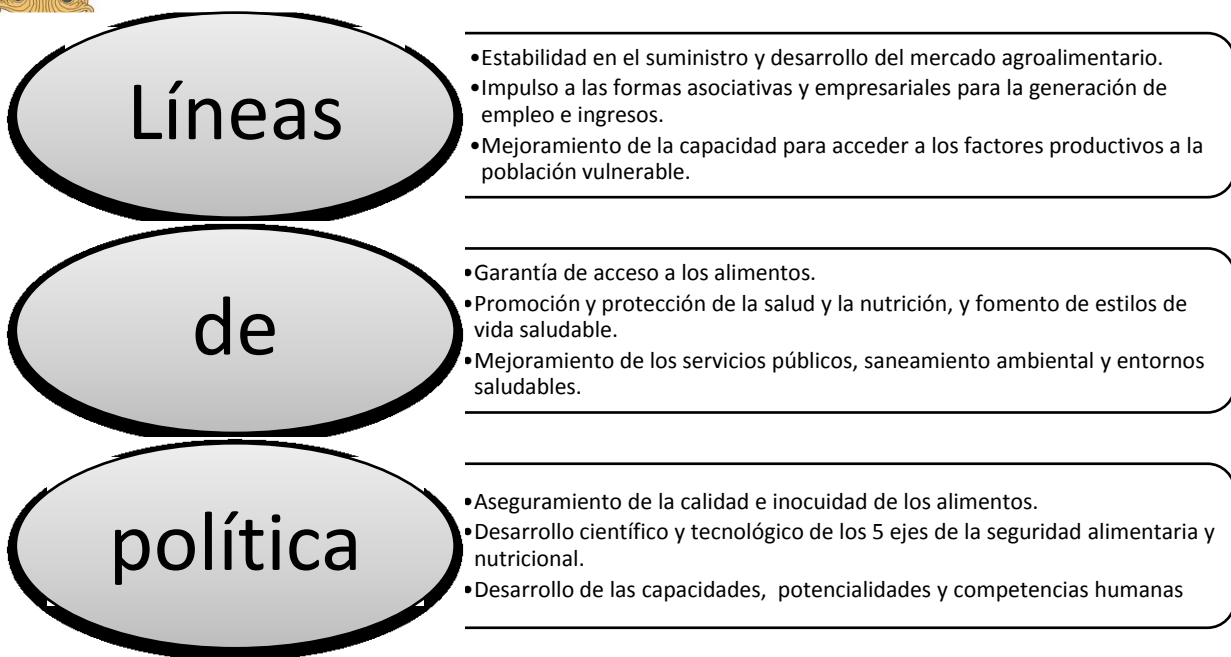 Líneas
•Estabilidad en el suministro y desarrollo del mercado agroalimentario.
•Impulso a las formas asociativas y empresariales para la generación de
empleo e ingresos.
•Mejoramiento de la capacidad para acceder a los factores productivos a la
población vulnerable.
de
•Garantía de acceso a los alimentos.
•Promoción y protección de la salud y la nutrición, y fomento de estilos de
vida saludable.
•Mejoramiento de los servicios públicos, saneamiento ambiental y entornos
saludables.
política
•Aseguramiento de la calidad e inocuidad de los alimentos.
•Desarrollo científico y tecnológico de los 5 ejes de la seguridad alimentaria y
nutricional.
•Desarrollo de las capacidades, potencialidades y competencias humanas